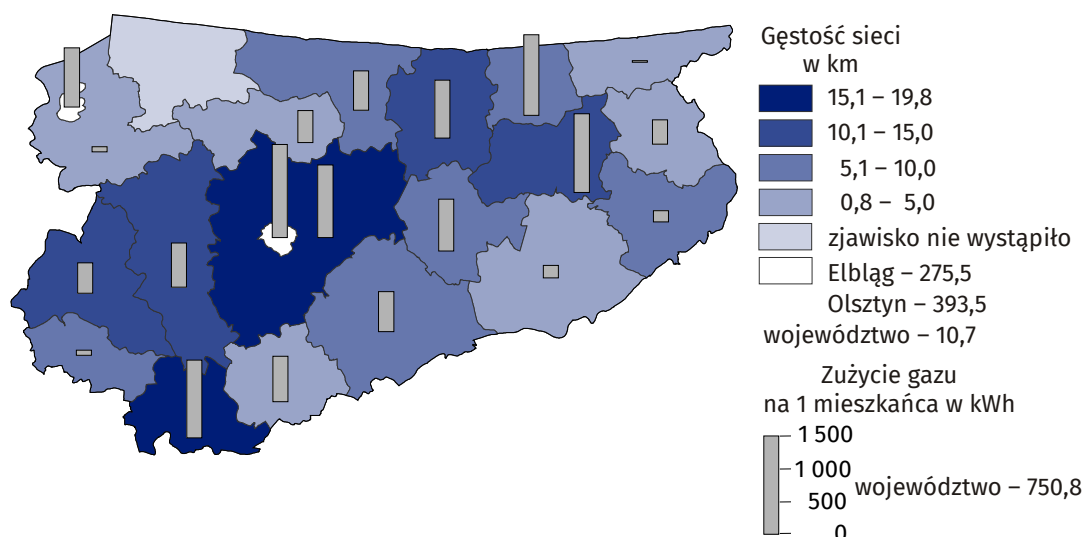 Gęstość sieci
w km
15,1 – 19,8
10,1 – 15,0
5,1 – 10,0
0,8 – 5,0
zjawisko nie wystąpiło
Elbląg – 275,5
Olsztyn – 393,5
województwo – 10,7
Zużycie gazu
na 1 mieszkańca w kWh
1 500
1 000
500
0
województwo – 750,8